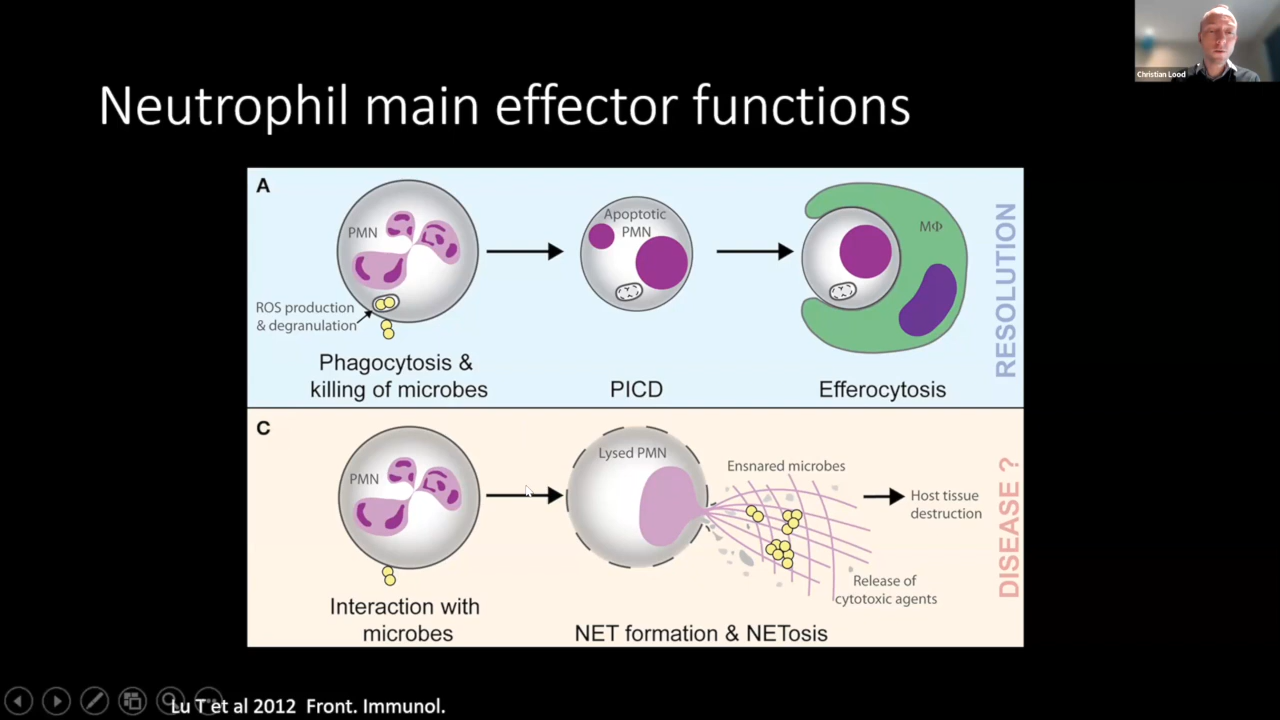 Christian Lood
Neutrophil main effector functions
A
PMN
ROS production
& degranulation
Phagocytosis &
killing of microbes
Apoptotic
PMN
PICD
MΦ
Efferocytosis
RESOLUTION
C
PMN
Interaction with
microbes
Lysed PMN
Ensnared microbes
Host tissue
destruction
Release of
cytotoxic agents
NET formation & NETosis
DISEASE ?
Lu T et al 2012 Front. Immunol.